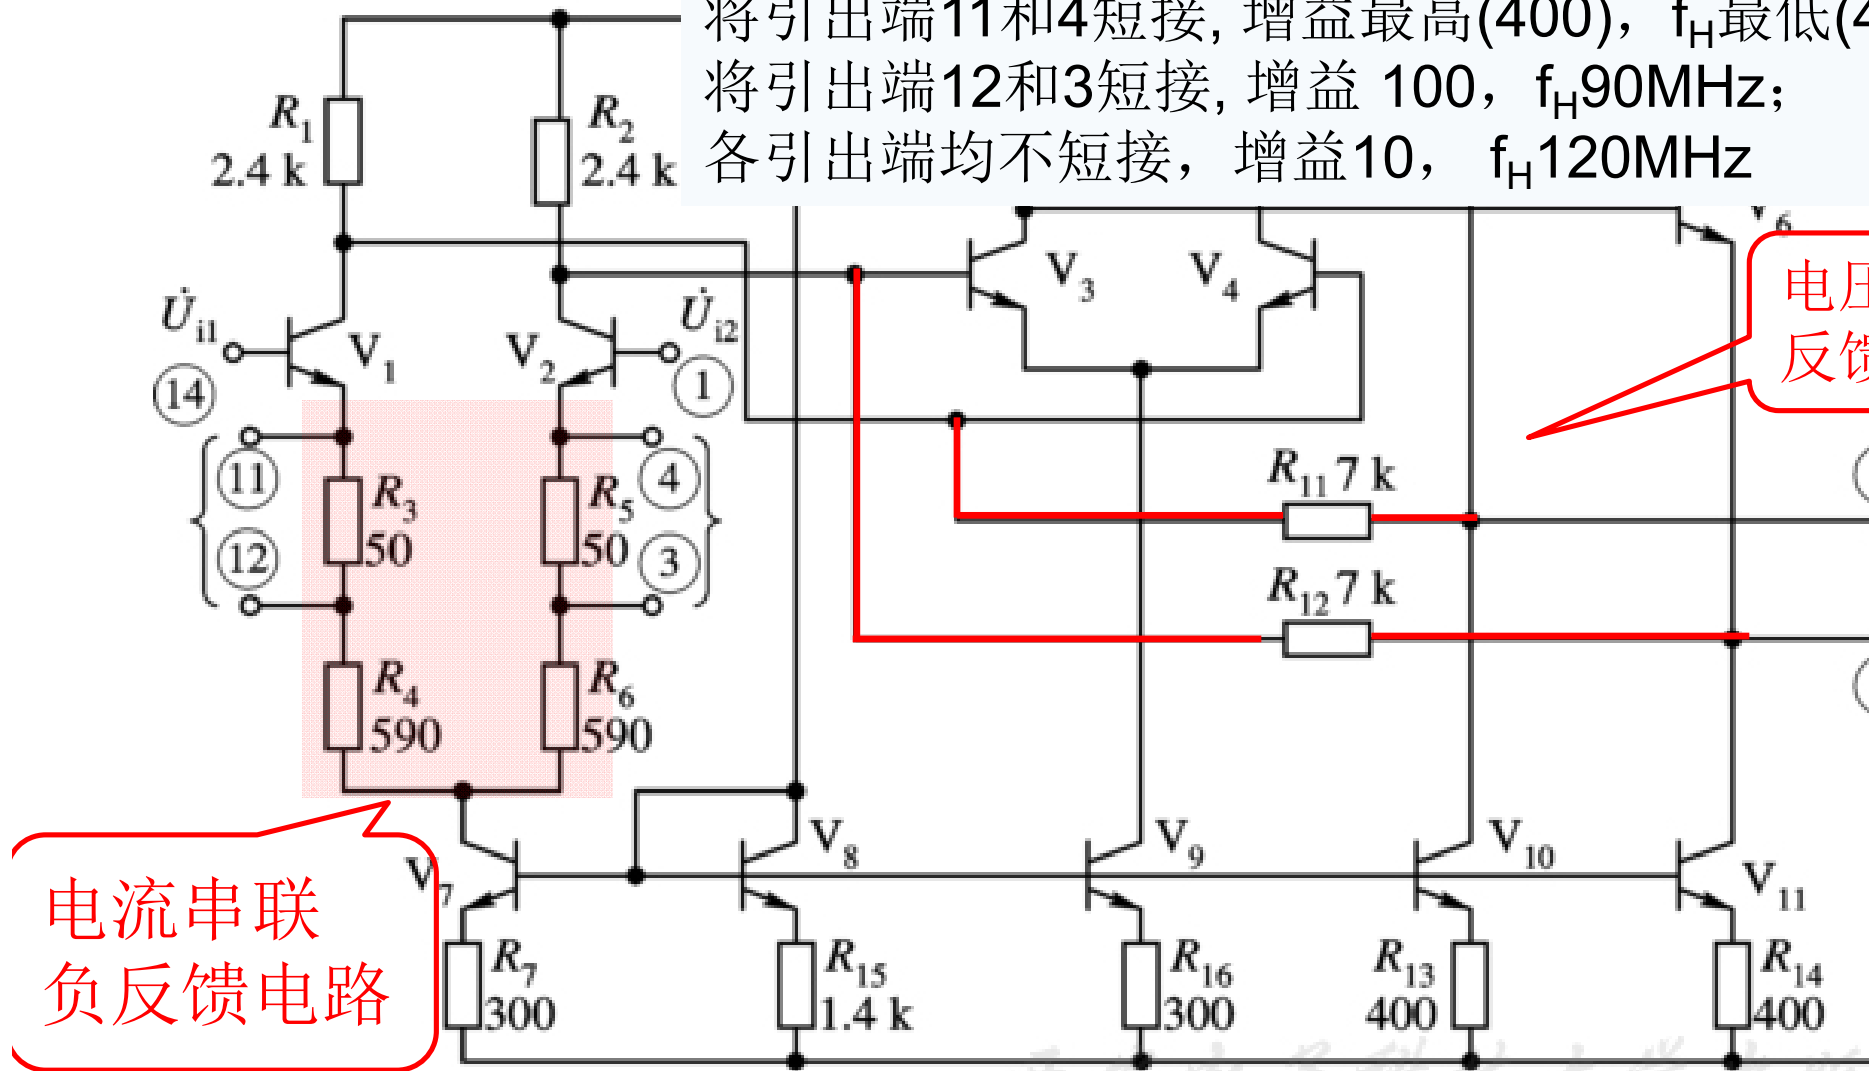 将引出端11和4短接, 增益最高(400)，fH最低(4
将引出端12和3短接, 增益 100，fH90MHz；
各引出端均不短接，增益10， fH120MHz
R1
2.4 k
R2
2.4 k
V6
U̇i1
V1
V2
U̇i2
V3
V4
电压
反馈
14
1
11
4
R3
50
R5
50
12
3
R11 7 k
R12 7 k
R4
590
R6
590
V7
V8
V9
V10
V11
电流串联
负反馈电路
R7
300
R15
1.4 k
R16
300
R13
400
R14
400